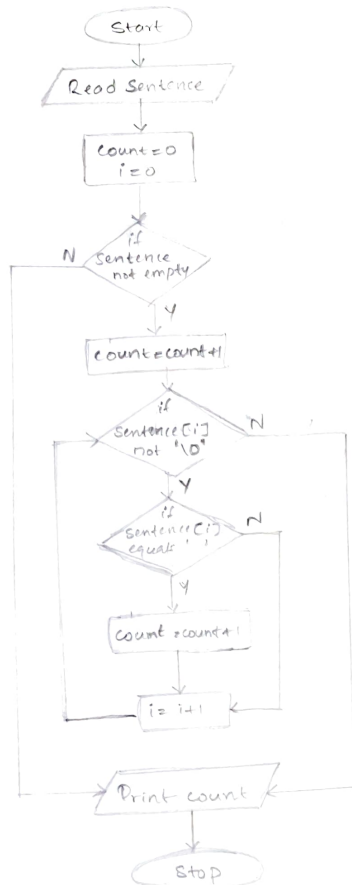 Start
Read Sentence
count=0
i=0
if
sentence
not empty
N
Y
count=count+1
if
sentence[i]
not '\0'
N
Y
if
sentence[i]
equals ' '
N
Y
count=count+1
i=i+1
Print count
Stop